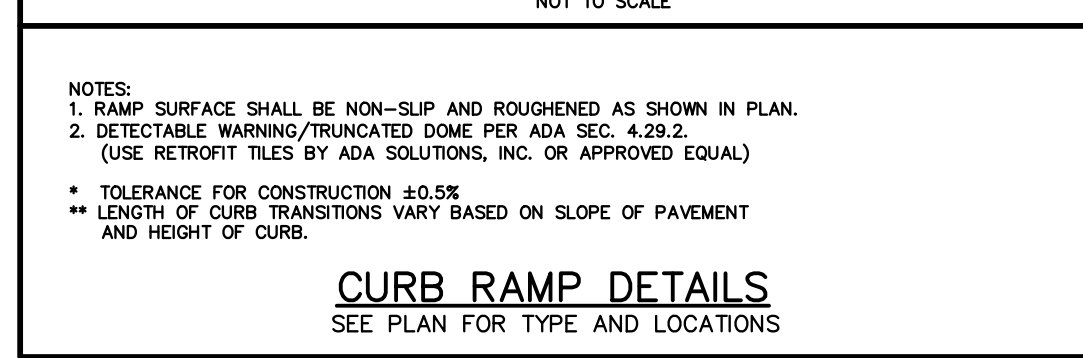 NOT TO SCALE
NOTES:
1. RAMP SURFACE SHALL BE NON-SLIP AND ROUGHENED AS SHOWN IN PLAN.
2. DETECTABLE WARNING/TRUNCATED DOME PER ADA SEC. 4.29.2.
(USE RETROFIT TILES BY ADA SOLUTIONS, INC. OR APPROVED EQUAL)
* TOLERANCE FOR CONSTRUCTION ±0.5%
** LENGTH OF CURB TRANSITIONS VARY BASED ON SLOPE OF PAVEMENT
AND HEIGHT OF CURB.
CURB RAMP DETAILS
SEE PLAN FOR TYPE AND LOCATIONS